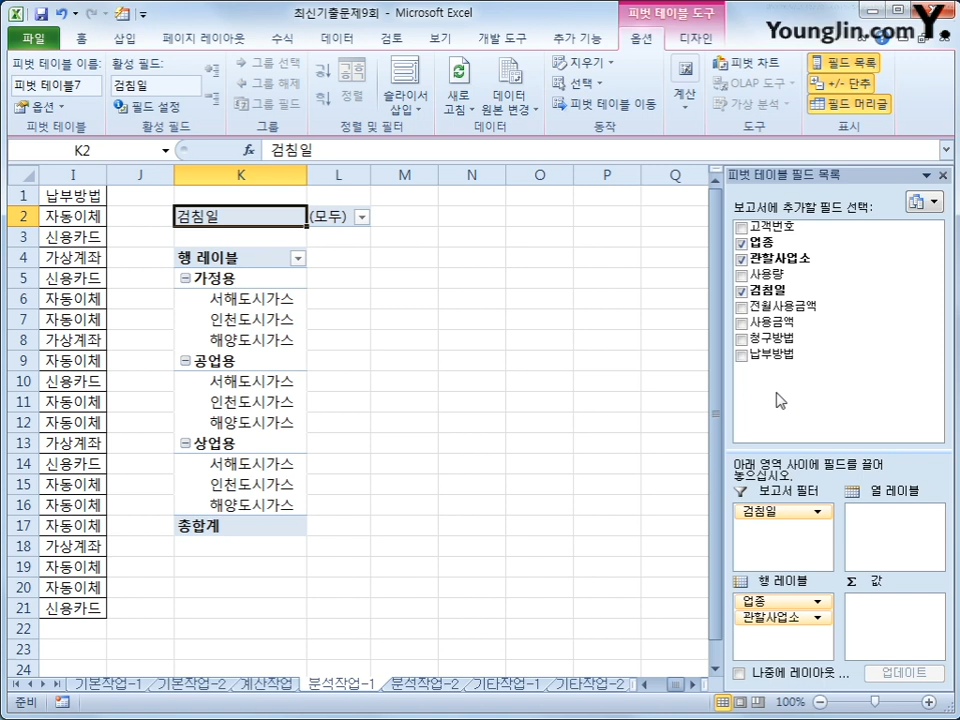 최신기출문제9회 - Microsoft Excel
피벗 테이블 도구
Younglin.com Y.
파일 홈 삽입 페이지 레이아웃 수식 데이터 검토 보기 개발 도구 추가 기능 옵션 디자인
피벗 테이블 이름: 활성 필드:
피벗 테이블7 검침일
옵션 필드 설정
피벗 테이블 활성 필드
그룹 선택
그룹 해제
그룹 필드
그룹
정렬
슬라이서
삽입
정렬 및 필터
새로
고침
데이터
원본 변경
데이터
지우기
선택
피벗 테이블 이동
동작
계산
피벗 차트
OLAP 도구
가상 분석
도구
필드 목록
+/- 단추
필드 머리글
표시
K2 fx 검침일
I J K L M N O P Q
1 납부방법
2 자동이체 검침일 (모두)
3 신용카드
4 가상계좌 행 레이블
5 신용카드 가정용
6 자동이체 서해도시가스
7 자동이체 인천도시가스
8 가상계좌 해양도시가스
9 자동이체 공업용
10 신용카드 서해도시가스
11 자동이체 인천도시가스
12 자동이체 해양도시가스
13 가상계좌 상업용
14 신용카드 서해도시가스
15 자동이체 인천도시가스
16 자동이체 해양도시가스
17 자동이체 총합계
18 가상계좌
19 자동이체
20 자동이체
21 신용카드
22
23
24
피벗 테이블 필드 목록
보고서에 추가할 필드 선택:
고객번호
업종
관할사업소
사용량
검침일
전월사용금액
사용금액
청구방법
납부방법
아래 영역 사이에 필드를 끌어
놓으십시오.
보고서 필터 열 레이블
검침일
행 레이블 Σ 값
업종
관할사업소
나중에 레이아웃 ... 업데이트
기본작업-1 기본작업-2 계산작업 분석작업-1 분석작업-2 기타작업-1 기타작업-2
준비 100%